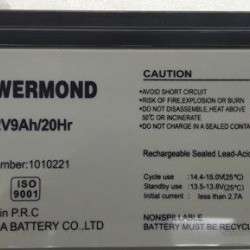 WERMOND
V9Ah/20Hr
umber:1010221
ISO
9001
in P.R.C
A BATTERY CO.,LTD
CAUTION
•AVOID SHORT CIRCUIT
•RISK OF FIRE,EXPLOSION OR BURN
•DO NOT DISASSEMBLE.HEAT ABOVE
50℃ OR INCINERATE
•DO NOT CHARGE IN A SEALED CONTA
Rechargeable Sealed Lead-Acid
Cycle use : 14.4-15.0V(25℃)
Standby use : 13.5-13.8V(25℃)
Initial current : less than 2.7A
NONSPILLABLE
BATTERY MUST BE RECYCL